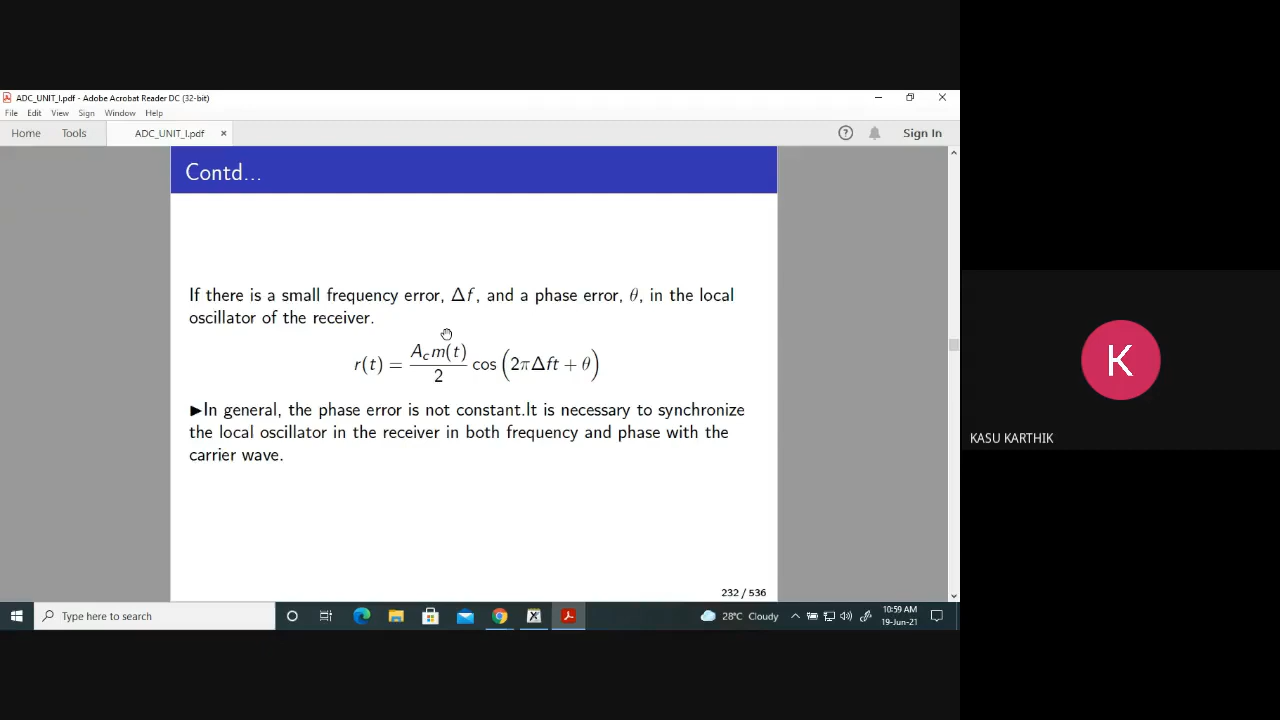 ADC_UNIT_I.pdf - Adobe Acrobat Reader DC (32-bit)
File Edit View Sign Window Help
Home Tools ADC_UNIT_I.pdf × Sign In
Contd...
If there is a small frequency error, Δf, and a phase error, θ, in the local
oscillator of the receiver.
r(t) = A_c m(t)/2 cos (2πΔft + θ)
▶In general, the phase error is not constant.It is necessary to synchronize
the local oscillator in the receiver in both frequency and phase with the
carrier wave.
232 / 536
K
KASU KARTHIK
Type here to search
28°C Cloudy
10:59 AM
19-Jun-21